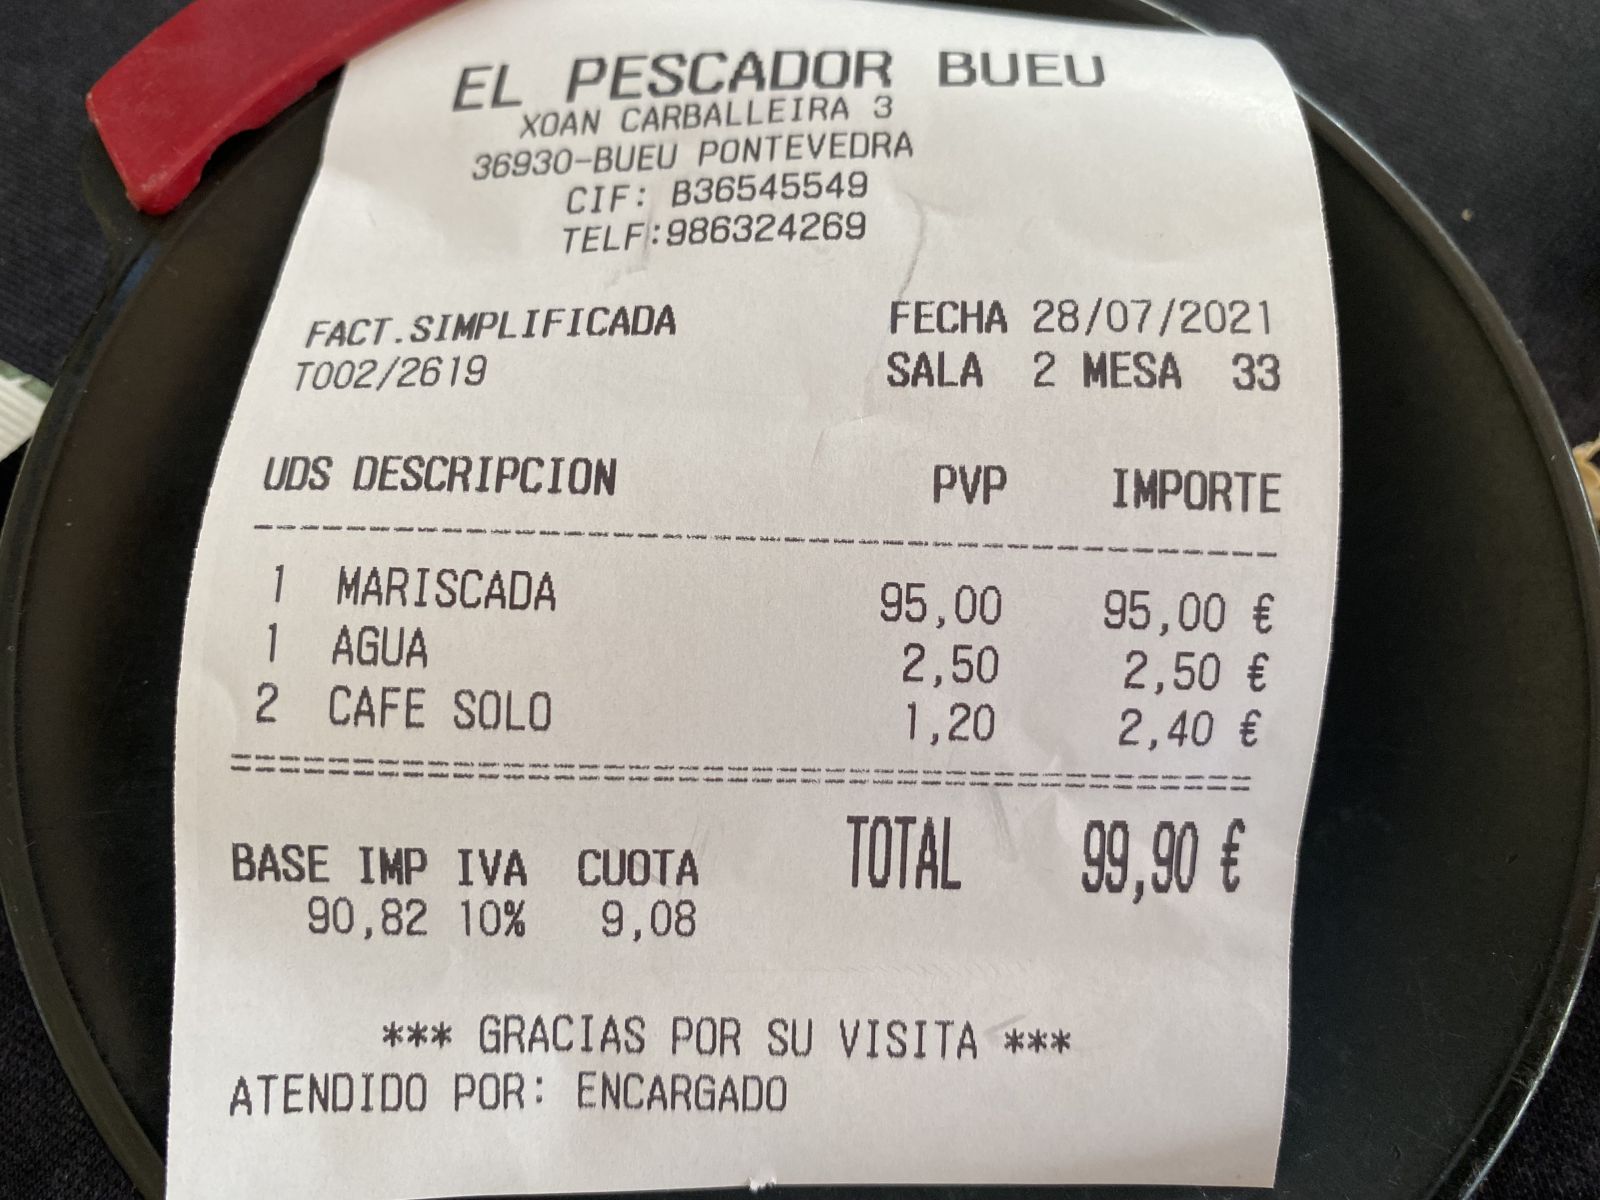 EL PESCADOR BUEU
XOAN CARBALLEIRA 3
36930-BUEU PONTEVEDRA
CIF: B36545549
TELF:986324269
FACT.SIMPLIFICADA FECHA 28/07/2021
T002/2619 SALA 2 MESA 33
UDS DESCRIPCION PVP IMPORTE
1 MARISCADA 95,00 95,00 €
1 AGUA 2,50 2,50 €
2 CAFE SOLO 1,20 2,40 €
BASE IMP IVA CUOTA TOTAL 99,90 €
90,82 10% 9,08
*** GRACIAS POR SU VISITA ***
ATENDIDO POR: ENCARGADO